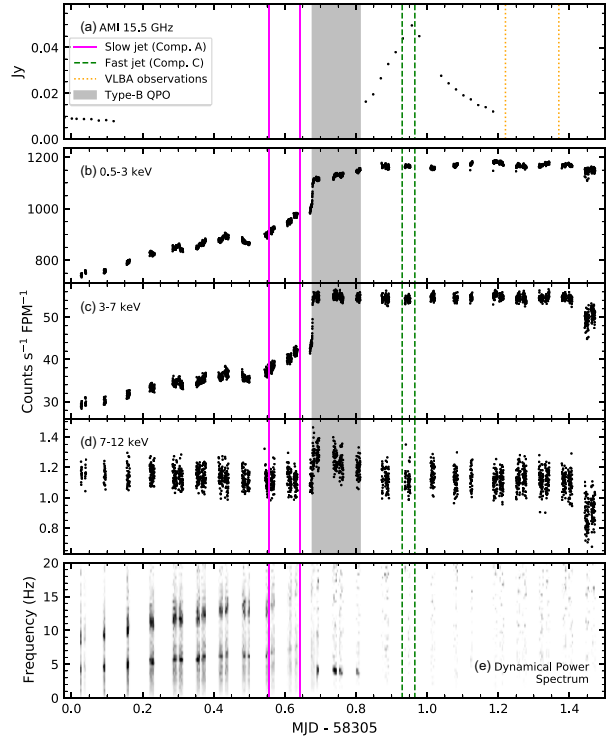 (a) AMI 15.5 GHz
Slow jet (Comp. A)
Fast jet (Comp. C)
VLBA observations
Type-B QPO
Jy
0.04
0.02
0.00
(b) 0.5-3 keV
1200
1000
800
(c) 3-7 keV
50
40
30
Counts s⁻¹ FPM⁻¹
(d) 7-12 keV
1.4
1.2
1.0
0.8
20
15
10
5
0
Frequency (Hz)
(e) Dynamical Power
Spectrum
0.0 0.2 0.4 0.6 0.8 1.0 1.2 1.4
MJD - 58305